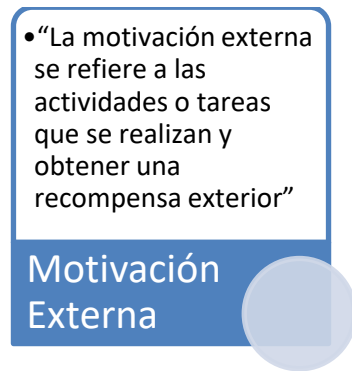 •“La motivación externa
se refiere a las
actividades o tareas
que se realizan y
obtener una
recompensa exterior”
Motivación
Externa